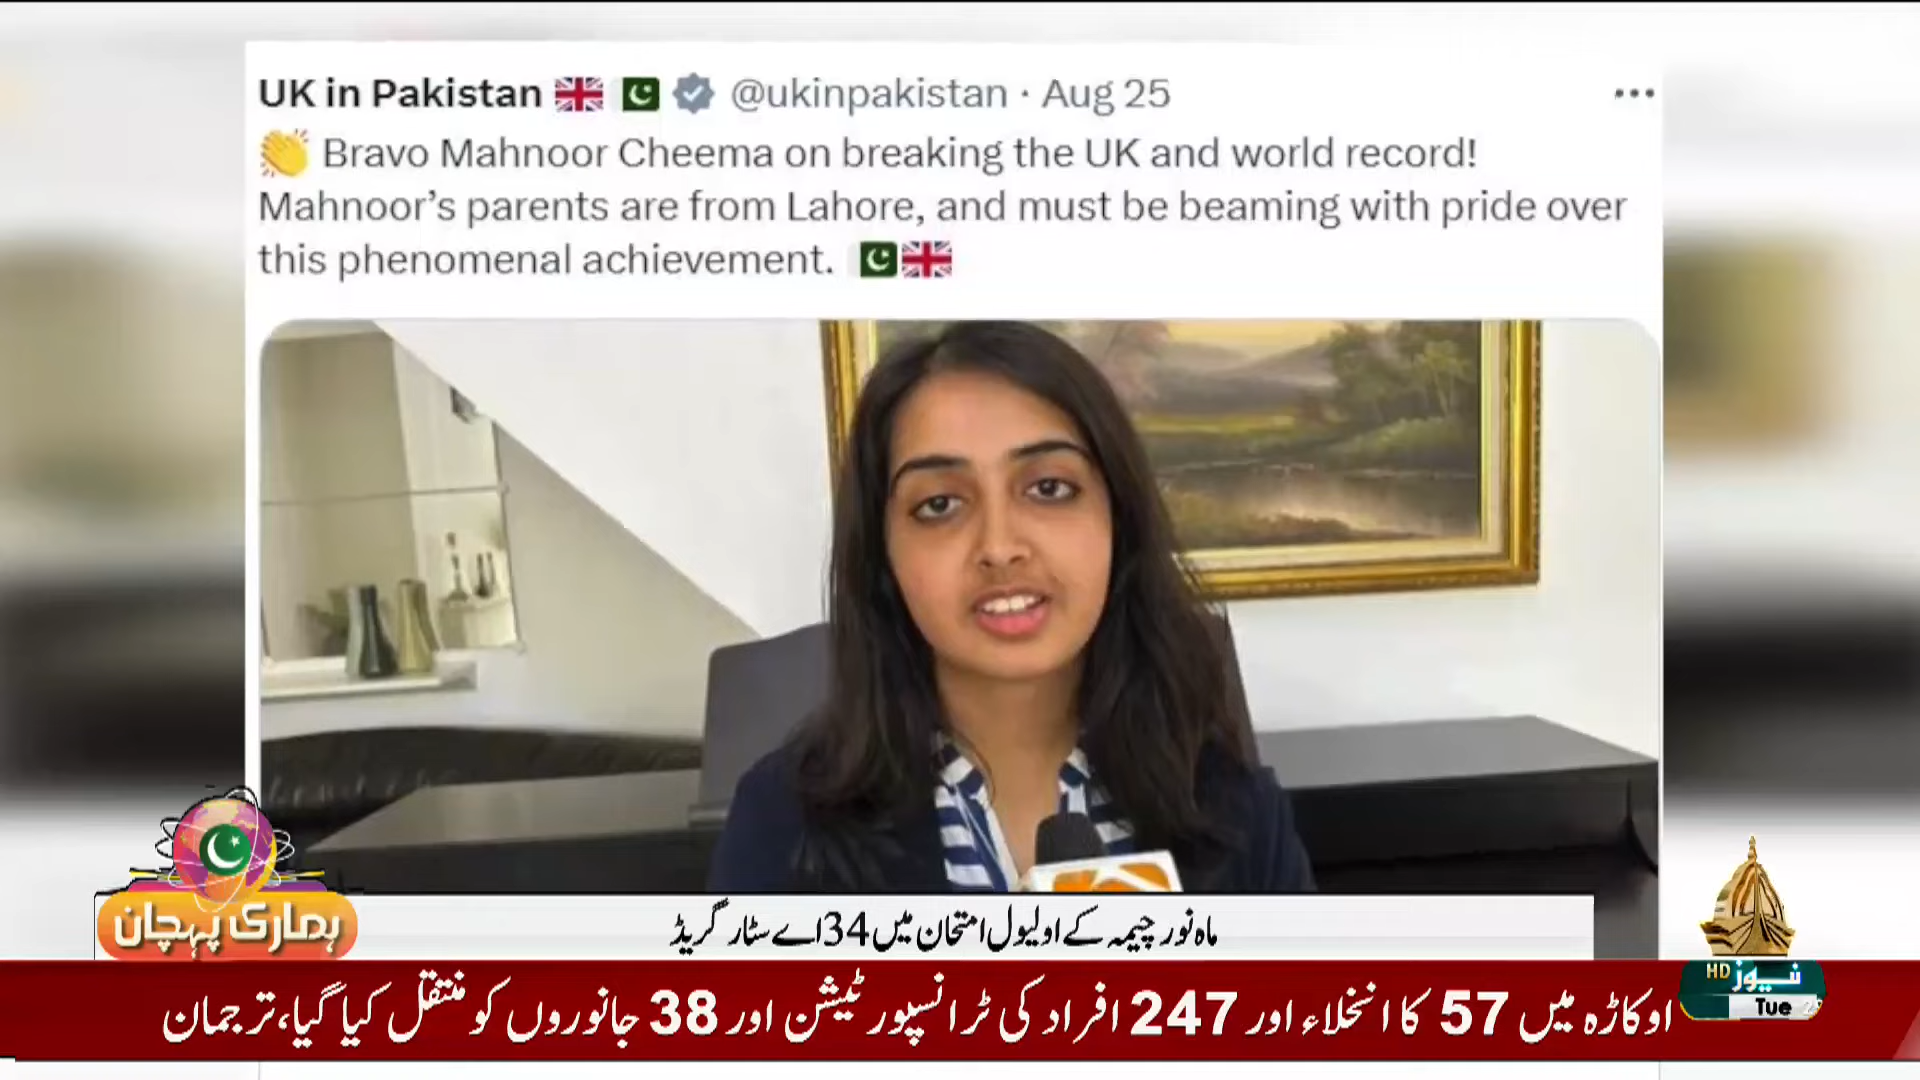 UK in Pakistan @ukinpakistan · Aug 25
Bravo Mahnoor Cheema on breaking the UK and world record!
Mahnoor’s parents are from Lahore, and must be beaming with pride over
this phenomenal achievement.
ماہ نور چیمہ کے اولیول امتحان میں 34 اے سٹار گریڈ
ہماری پہچان
HD نیوز
Tue
اوکاڑہ میں 57 کا انخلاء اور 247 افراد کی ٹرانسپورٹیشن اور 38 جانوروں کو منتقل کیا گیا،ترجمان